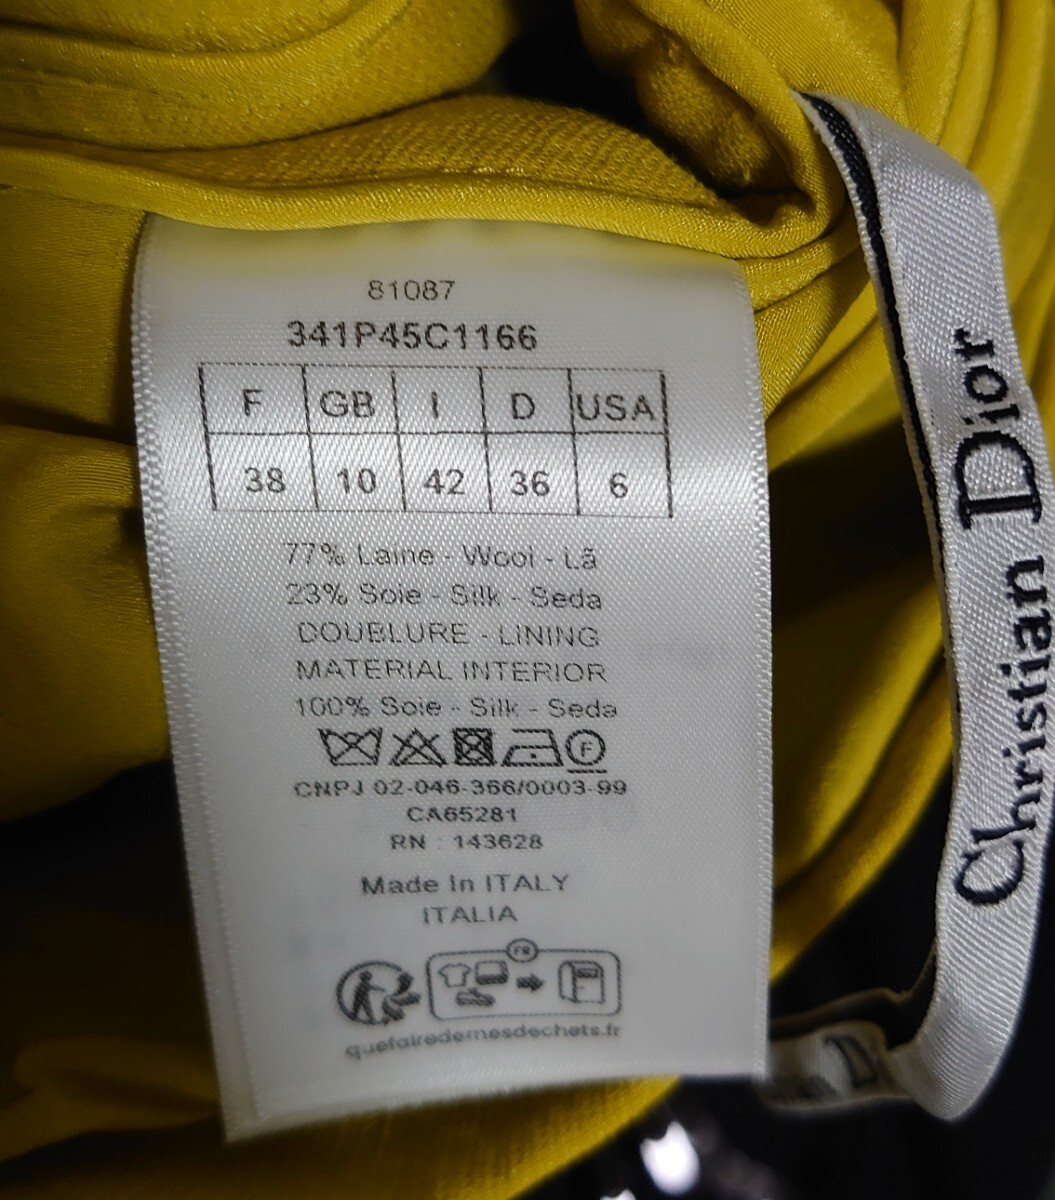 81087
341P45C1166
F GB I D USA
38 10 42 36 6
77% Laine - Wool - Lã
23% Soie - Silk - Seda
DOUBLURE - LINING
MATERIAL INTERIOR
100% Soie - Silk - Seda
F
CNPJ 02-046-366/0003-99
CA65281
RN : 143628
Made In ITALY
ITALIA
FR
quefairedemesdechets.fr
Christian Dior